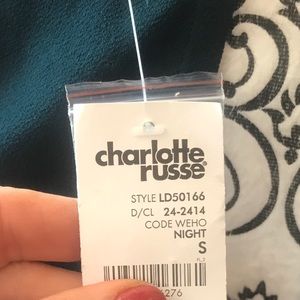 charlotte
russe
STYLE LD50166
D/CL 24-2414
CODE WEHO
NIGHT
S